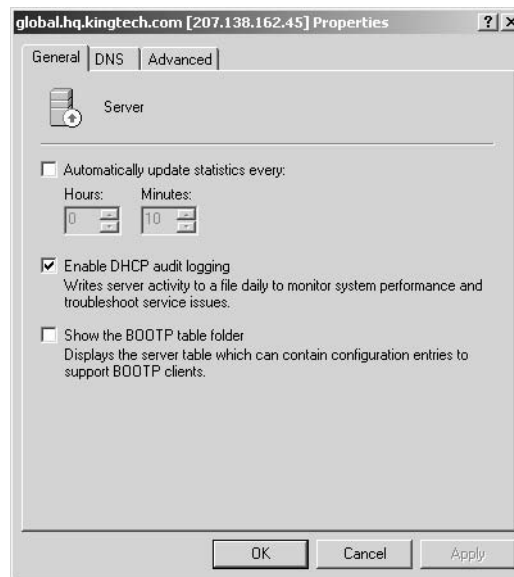 global.hq.kingtech.com [207.138.162.45] Properties
General DNS Advanced
Server
Automatically update statistics every:
Hours: Minutes:
0 10
Enable DHCP audit logging
Writes server activity to a file daily to monitor system performance and
troubleshoot service issues.
Show the BOOTP table folder
Displays the server table which can contain configuration entries to
support BOOTP clients.
OK Cancel Apply